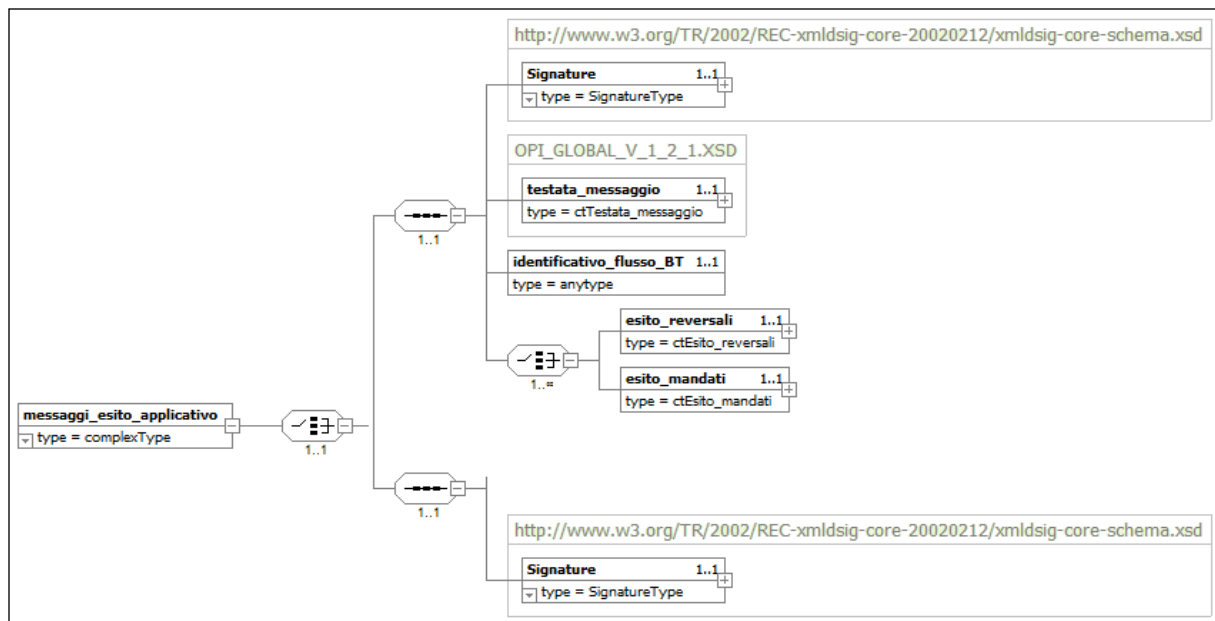 http://www.w3.org/TR/2002/REC-xmldsig-core-20020212/xmldsig-core-schema.xsd
Signature 1..1
type = SignatureType
OPI_GLOBAL_V_1_2_1.XSD
testata_messaggio 1..1
type = ctTestata_messaggio
1..1
identificativo_flusso_BT 1..1
type = anytype
esito_reversali 1..1
type = ctEsito_reversali
1..∞
esito_mandati 1..1
type = ctEsito_mandati
messaggi_esito_applicativo
type = complexType
1..1
1..1
http://www.w3.org/TR/2002/REC-xmldsig-core-20020212/xmldsig-core-schema.xsd
Signature 1..1
type = SignatureType